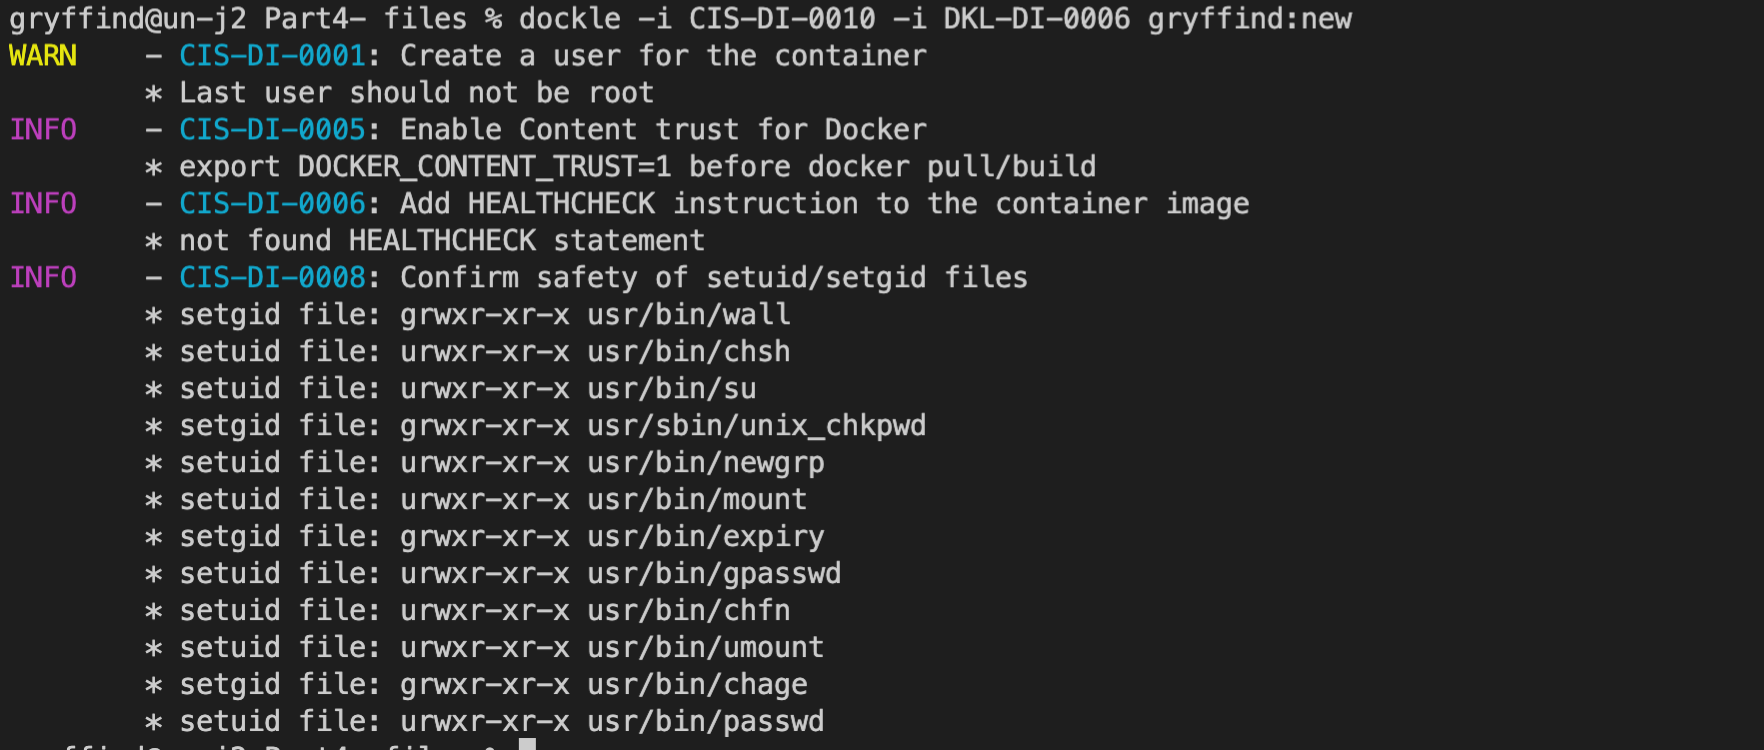 gryffind@un-j2 Part4- files % dockle -i CIS-DI-0010 -i DKL-DI-0006 gryffind:new
WARN - CIS-DI-0001: Create a user for the container
* Last user should not be root
INFO - CIS-DI-0005: Enable Content trust for Docker
* export DOCKER_CONTENT_TRUST=1 before docker pull/build
INFO - CIS-DI-0006: Add HEALTHCHECK instruction to the container image
* not found HEALTHCHECK statement
INFO - CIS-DI-0008: Confirm safety of setuid/setgid files
* setgid file: grwxr-xr-x usr/bin/wall
* setuid file: urwxr-xr-x usr/bin/chsh
* setuid file: urwxr-xr-x usr/bin/su
* setgid file: grwxr-xr-x usr/sbin/unix_chkpwd
* setuid file: urwxr-xr-x usr/bin/newgrp
* setuid file: urwxr-xr-x usr/bin/mount
* setgid file: grwxr-xr-x usr/bin/expiry
* setuid file: urwxr-xr-x usr/bin/gpasswd
* setuid file: urwxr-xr-x usr/bin/chfn
* setuid file: urwxr-xr-x usr/bin/umount
* setgid file: grwxr-xr-x usr/bin/chage
* setuid file: urwxr-xr-x usr/bin/passwd